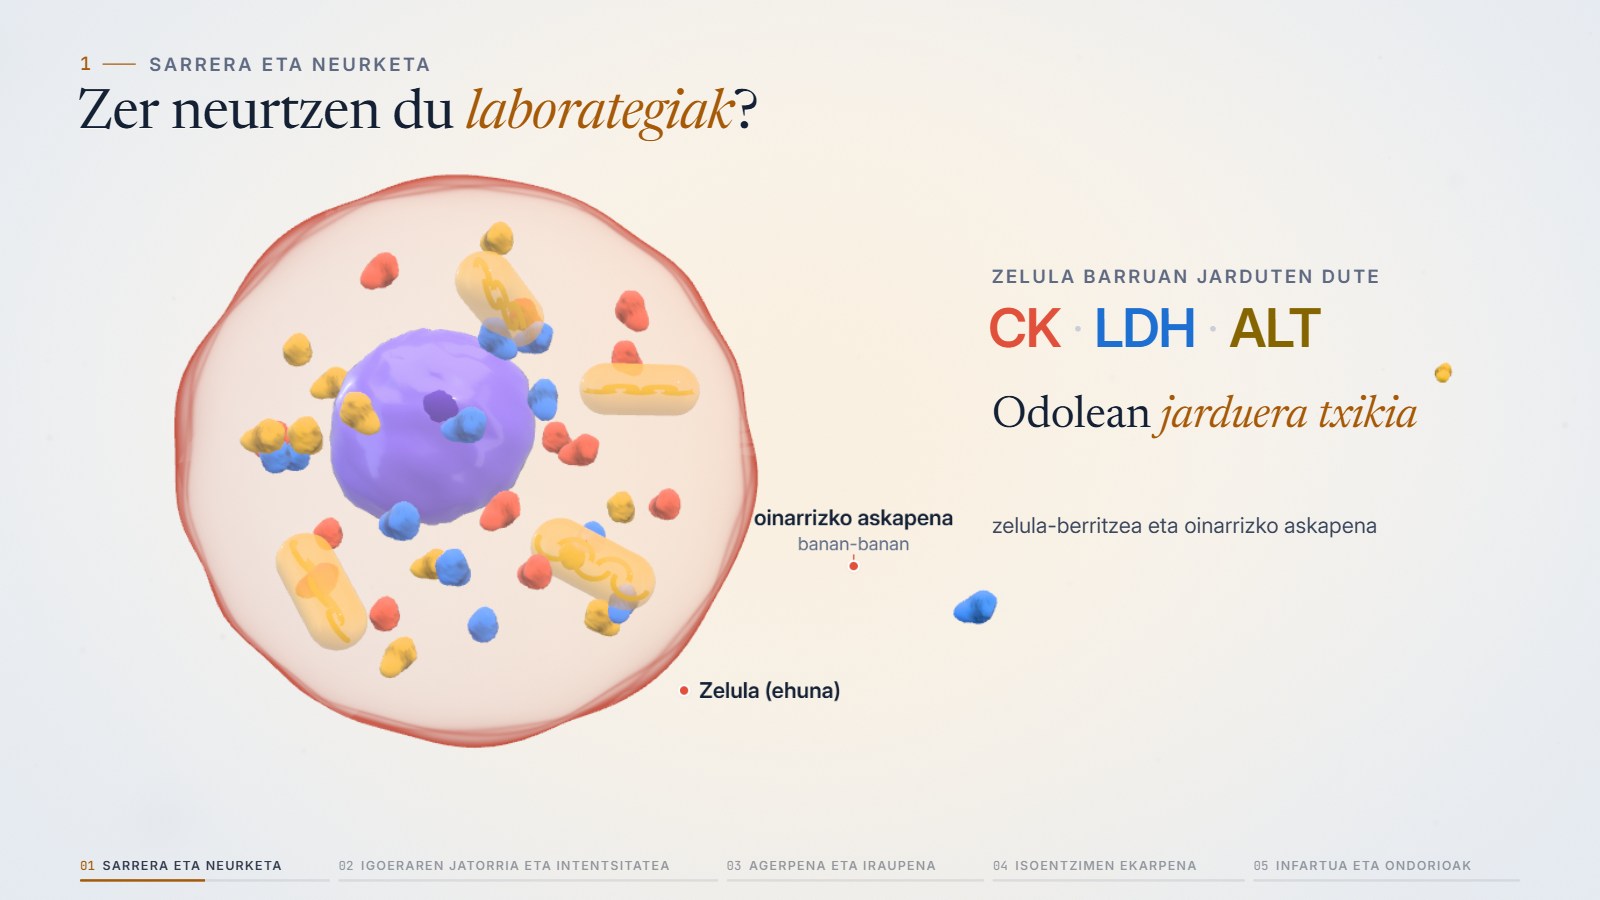 1 — SARRERA ETA NEURKETA
Zer neurtzen du laborategiak?
ZELULA BARRUAN JARDUTEN DUTE
CK · LDH · ALT
Odolean jarduera txikia
oinarrizko askapena
banan-banan
zelula-berritzea eta oinarrizko askapena
Zelula (ehuna)
01 SARRERA ETA NEURKETA
02 IGOERAREN JATORRIA ETA INTENTSITATEA
03 AGERPENA ETA IRAUPENA
04 ISOENTZIMEN EKARPENA
05 INFARTUA ETA ONDORIOAK